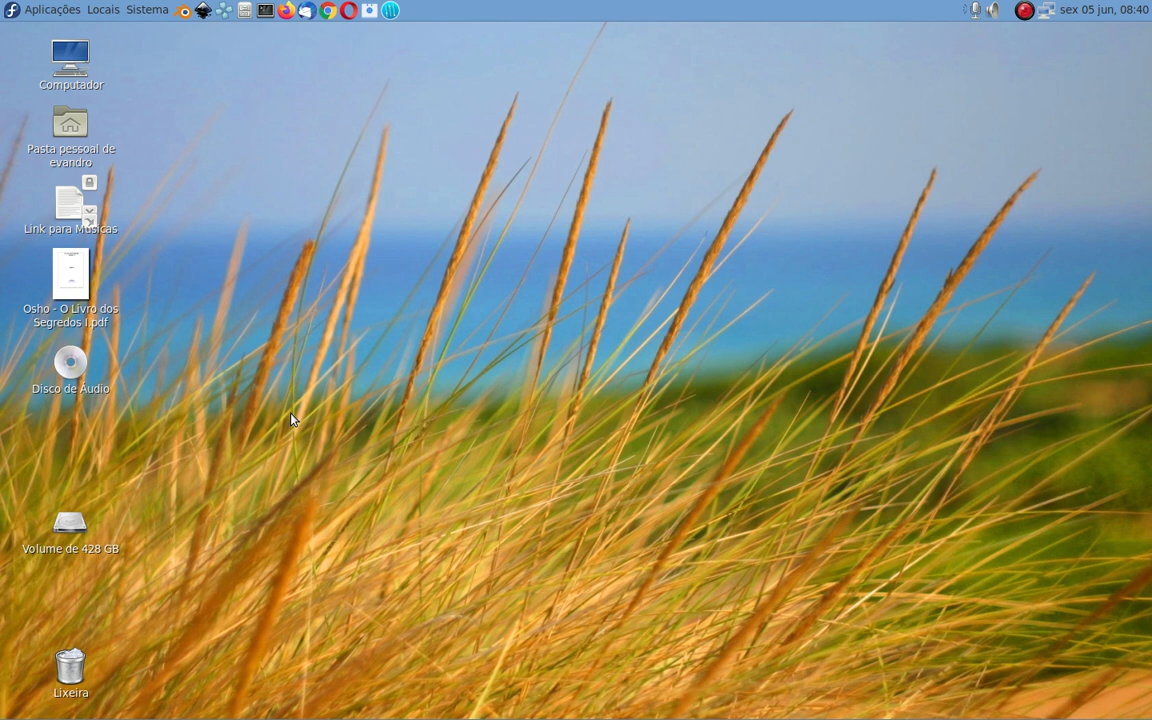 Aplicações Locais Sistema
sex 05 jun, 08:40
Computador
Pasta pessoal de
evandro
Link para Músicas
Osho - O Livro dos
Segredos I.pdf
Disco de Áudio
Volume de 428 GB
Lixeira